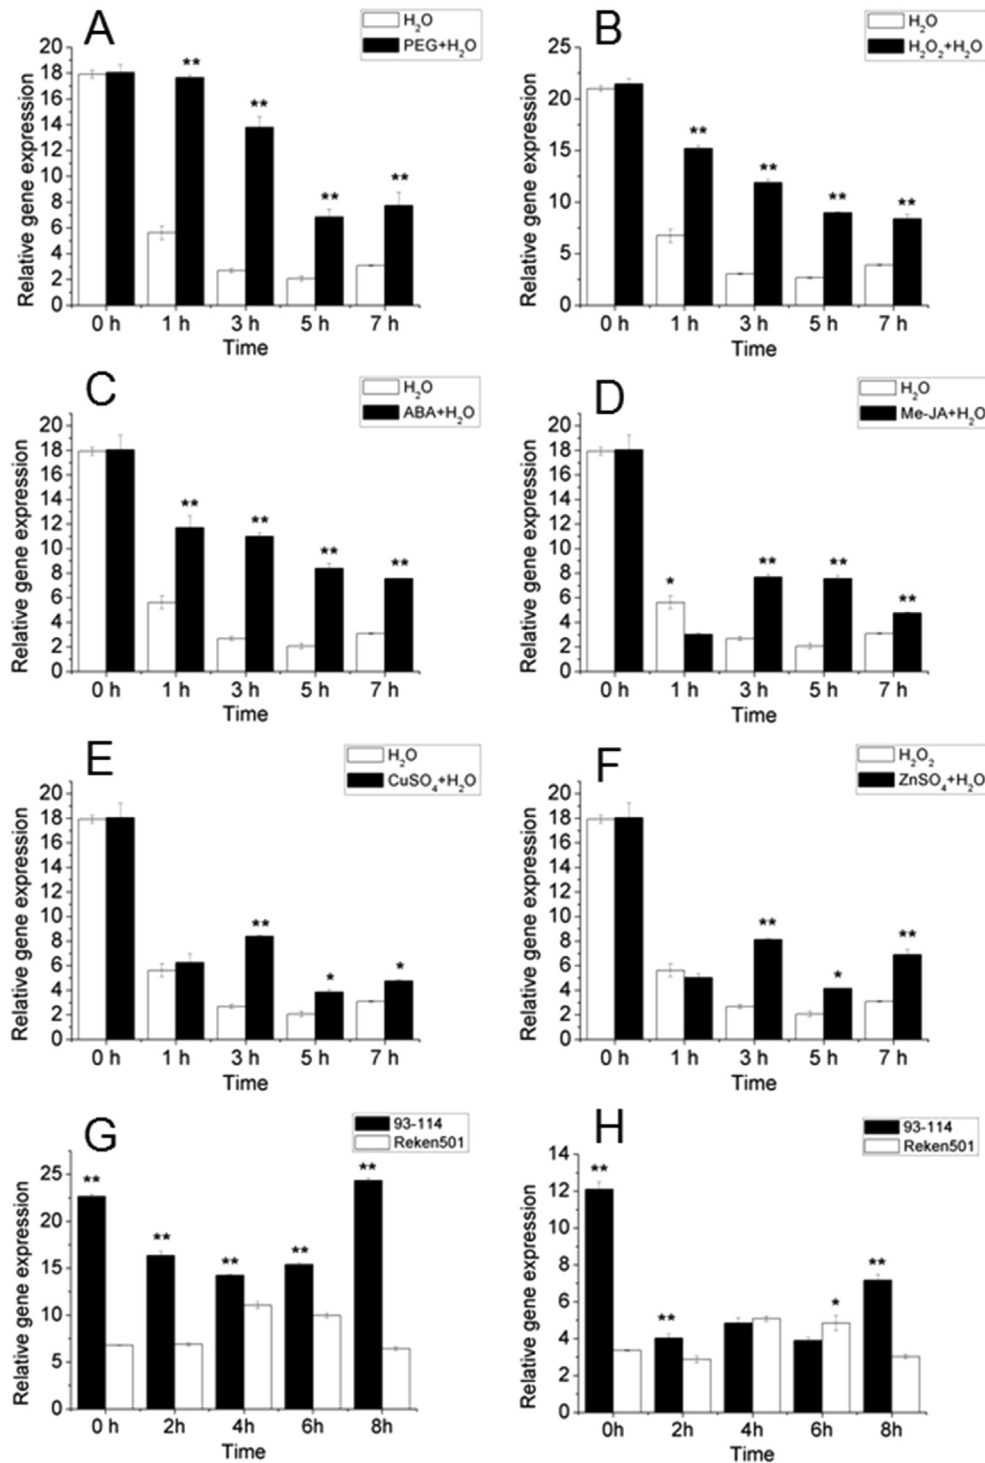 A
H₂O
PEG+H₂O
20
18
16
14
12
10
8
6
4
2
0
Relative gene expression
** ** ** **
0 h 1 h 3 h 5 h 7 h
Time
B
H₂O
H₂O₂+H₂O
25
20
15
10
5
0
Relative gene expression
** ** ** **
0 h 1 h 3 h 5 h 7 h
Time
C
H₂O
ABA+H₂O
20
18
16
14
12
10
8
6
4
2
0
Relative gene expression
** ** ** **
0 h 1 h 3 h 5 h 7 h
Time
D
H₂O
Me-JA+H₂O
20
18
16
14
12
10
8
6
4
2
0
Relative gene expression
* ** ** **
0 h 1 h 3 h 5 h 7 h
Time
E
H₂O
CuSO₄+H₂O
20
18
16
14
12
10
8
6
4
2
0
Relative gene expression
** * *
0 h 1 h 3 h 5 h 7 h
Time
F
H₂O₂
ZnSO₄+H₂O
20
18
16
14
12
10
8
6
4
2
0
Relative gene expression
** * **
0 h 1 h 3 h 5 h 7 h
Time
G
93-114
Reken501
25
20
15
10
5
0
Relative gene expression
** ** ** ** **
0 h 2h 4h 6h 8h
Time
H
93-114
Reken501
14
12
10
8
6
4
2
0
Relative gene expression
** ** * **
0h 2h 4h 6h 8h
Time